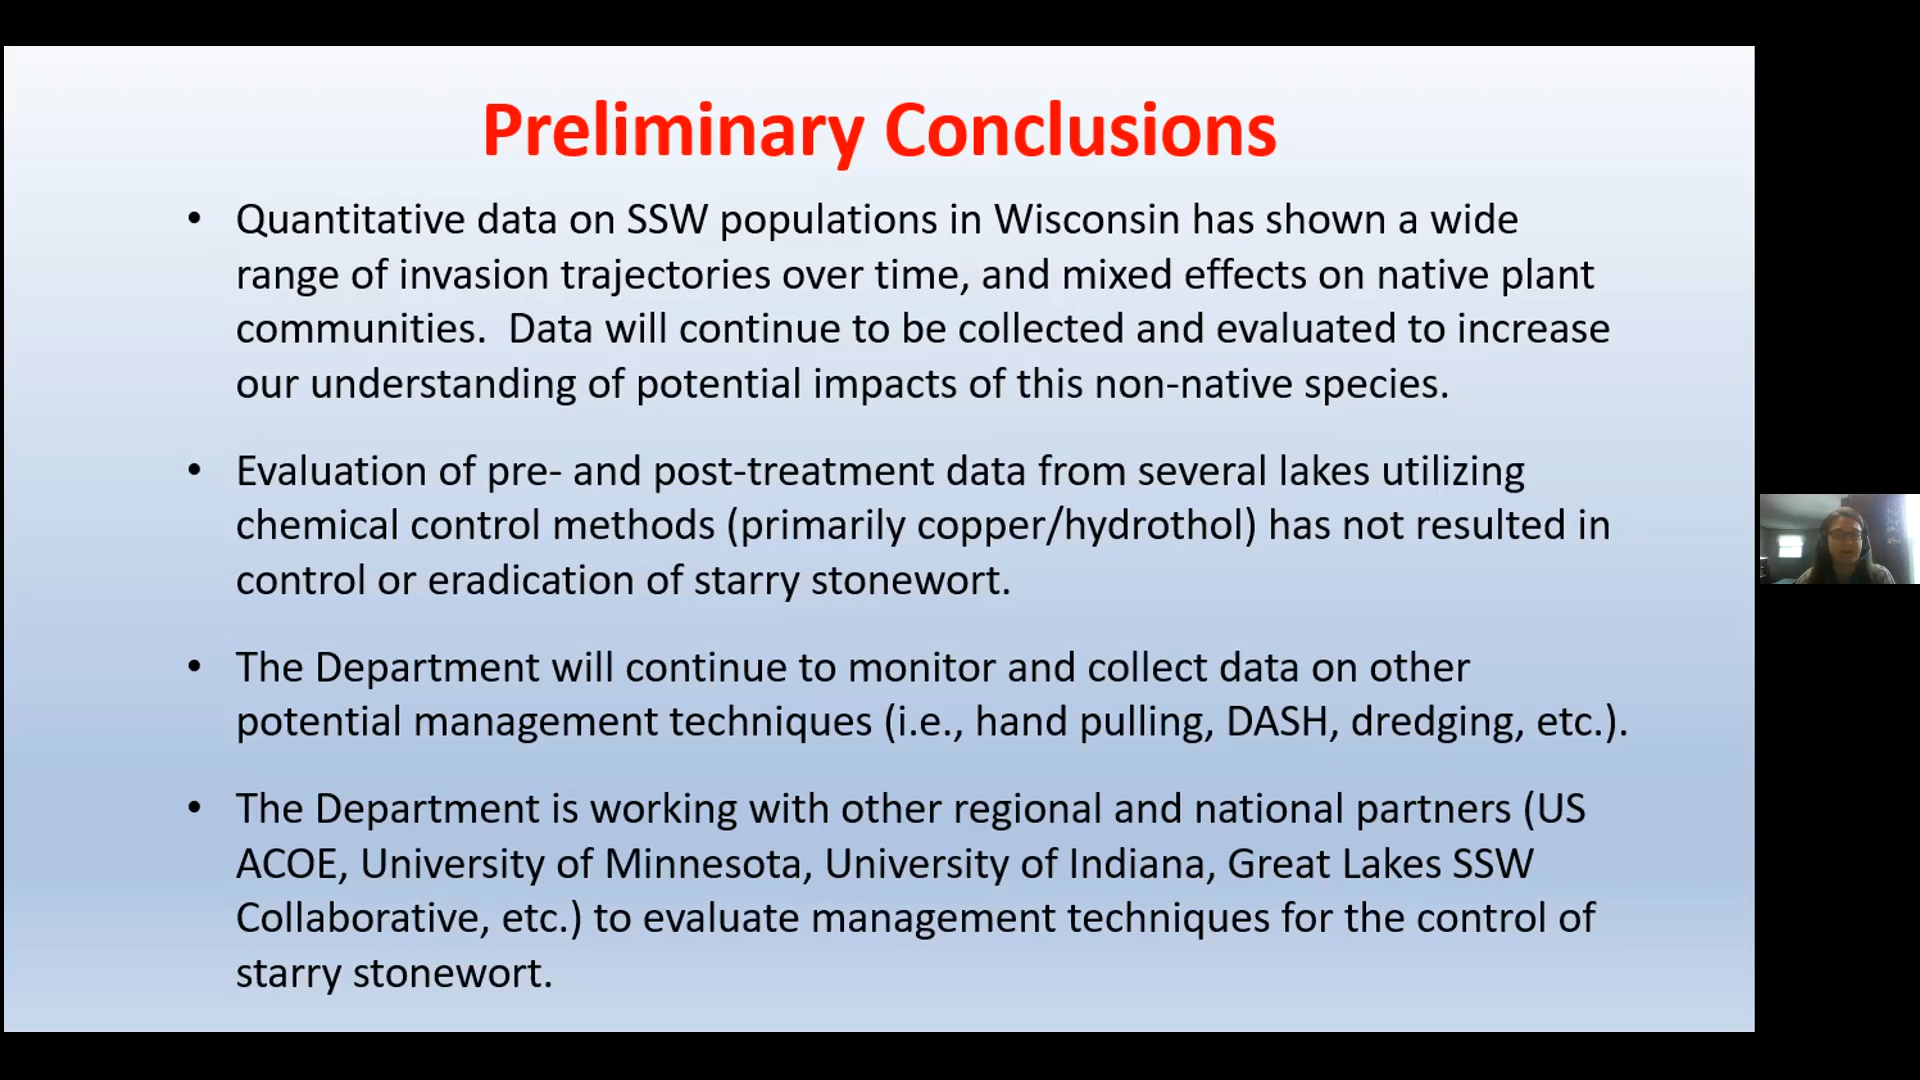 Preliminary Conclusions
• Quantitative data on SSW populations in Wisconsin has shown a wide
range of invasion trajectories over time, and mixed effects on native plant
communities.  Data will continue to be collected and evaluated to increase
our understanding of potential impacts of this non-native species.
• Evaluation of pre- and post-treatment data from several lakes utilizing
chemical control methods (primarily copper/hydrothol) has not resulted in
control or eradication of starry stonewort.
• The Department will continue to monitor and collect data on other
potential management techniques (i.e., hand pulling, DASH, dredging, etc.).
• The Department is working with other regional and national partners (US
ACOE, University of Minnesota, University of Indiana, Great Lakes SSW
Collaborative, etc.) to evaluate management techniques for the control of
starry stonewort.